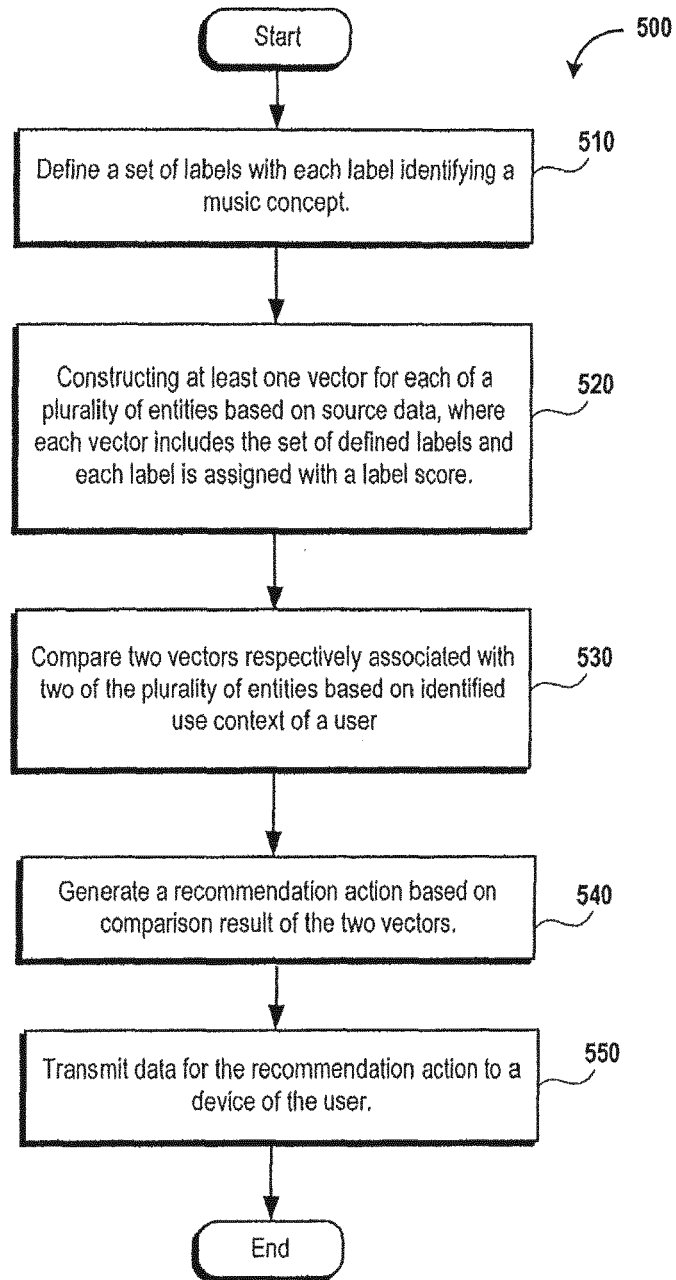 Start
500
Define a set of labels with each label identifying a
music concept.
510
Constructing at least one vector for each of a
plurality of entities based on source data, where
each vector includes the set of defined labels and
each label is assigned with a label score.
520
Compare two vectors respectively associated with
two of the plurality of entities based on identified
use context of a user
530
Generate a recommendation action based on
comparison result of the two vectors.
540
Transmit data for the recommendation action to a
device of the user.
550
End